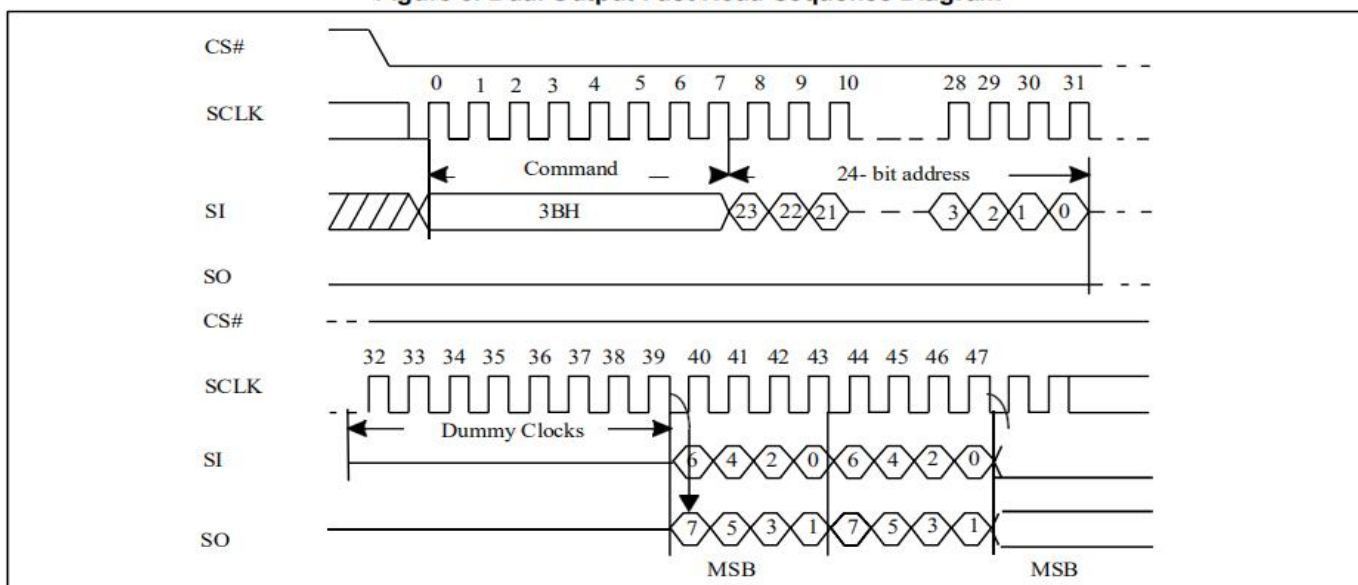 CS#
0 1 2 3 4 5 6 7 8 9 10 28 29 30 31
SCLK
Command 24- bit address
SI 3BH 23 22 21 3 2 1 0
SO
CS#
32 33 34 35 36 37 38 39 40 41 42 43 44 45 46 47
SCLK
Dummy Clocks
SI 6 4 2 0 6 4 2 0
SO 7 5 3 1 7 5 3 1
MSB MSB